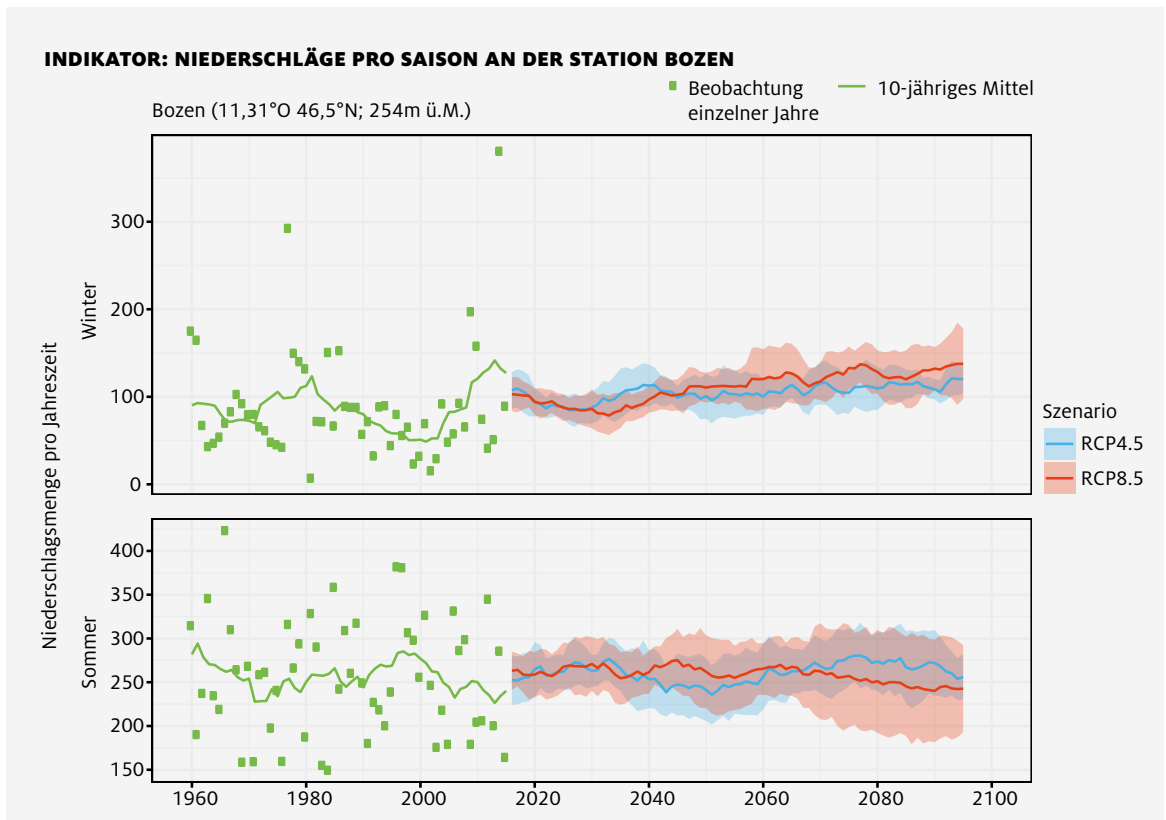 INDIKATOR: NIEDERSCHLÄGE PRO SAISON AN DER STATION BOZEN
Beobachtung
einzelner Jahre
10-jähriges Mittel
Bozen (11,31°O 46,5°N; 254m ü.M.)
Niederschlagsmenge pro Jahreszeit
Winter
300
200
100
0
Sommer
400
350
300
250
200
150
1960 1980 2000 2020 2040 2060 2080 2100
Szenario
RCP4.5
RCP8.5